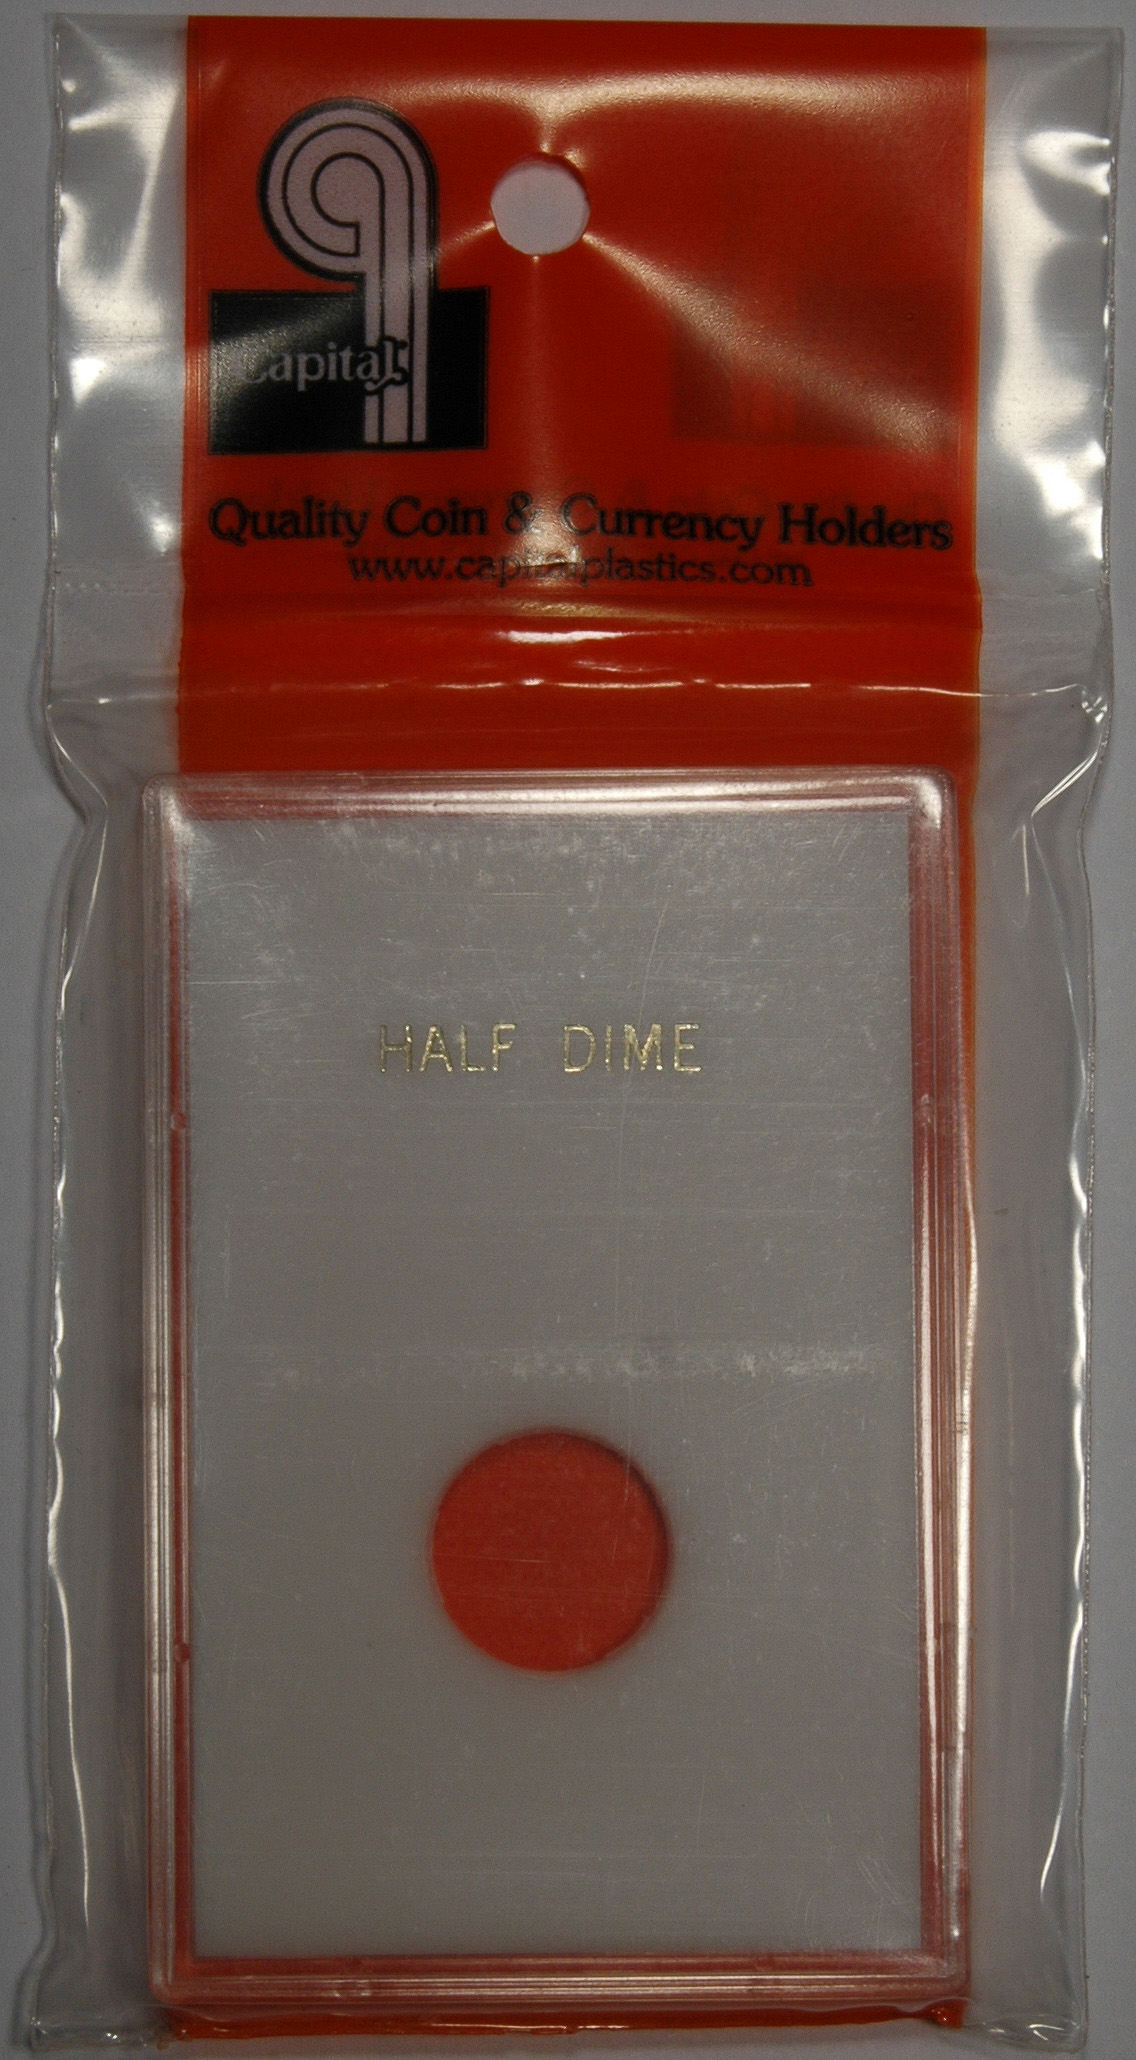 Capital
Quality Coin & Currency Holders
www.capitalplastics.com
HALF DIME